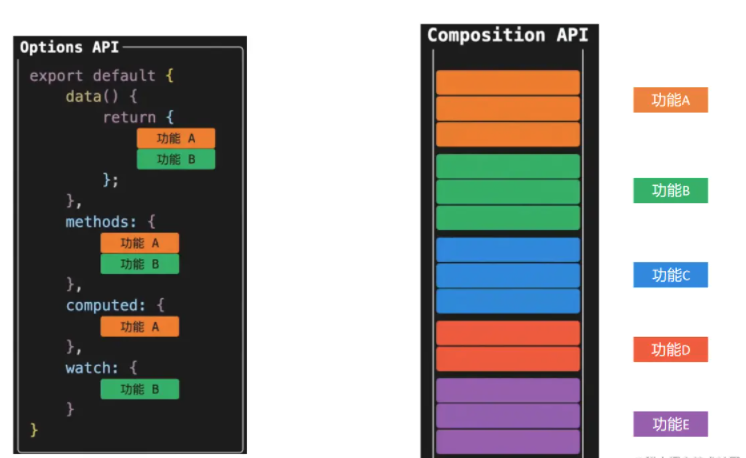 Options API
export default {
data() {
return {
功能 A
功能 B
};
},
methods: {
功能 A
功能 B
},
computed: {
功能 A
},
watch: {
功能 B
}
}
Composition API
功能A
功能B
功能C
功能D
功能E